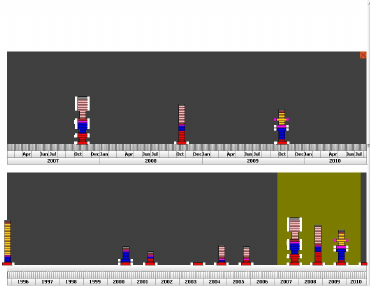 Apr Jun Jul Oct Dec Jan Apr Jun Jul Oct Dec Jan Apr Jun Jul Oct Dec Jan Apr Jun Jul
2007 2008 2009 2010
1996 1997 1998 1999 2000 2001 2002 2003 2004 2005 2006 2007 2008 2009 2010